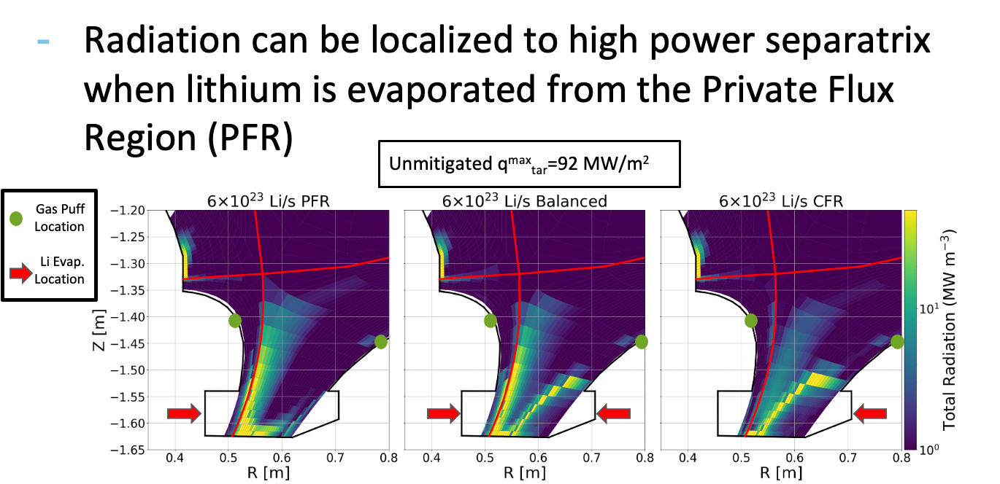 - Radiation can be localized to high power separatrix
when lithium is evaporated from the Private Flux
Region (PFR)
Unmitigated q^max_tar=92 MW/m²
Gas Puff
Location
Li Evap.
Location
6×10²³ Li/s PFR
6×10²³ Li/s Balanced
6×10²³ Li/s CFR
Z [m]
−1.20
−1.25
−1.30
−1.35
−1.40
−1.45
−1.50
−1.55
−1.60
−1.65
0.4 0.5 0.6 0.7 0.8
R [m]
0.4 0.5 0.6 0.7 0.8
R [m]
0.4 0.5 0.6 0.7 0.8
R [m]
10¹
10⁰
Total Radiation (MW m⁻³)